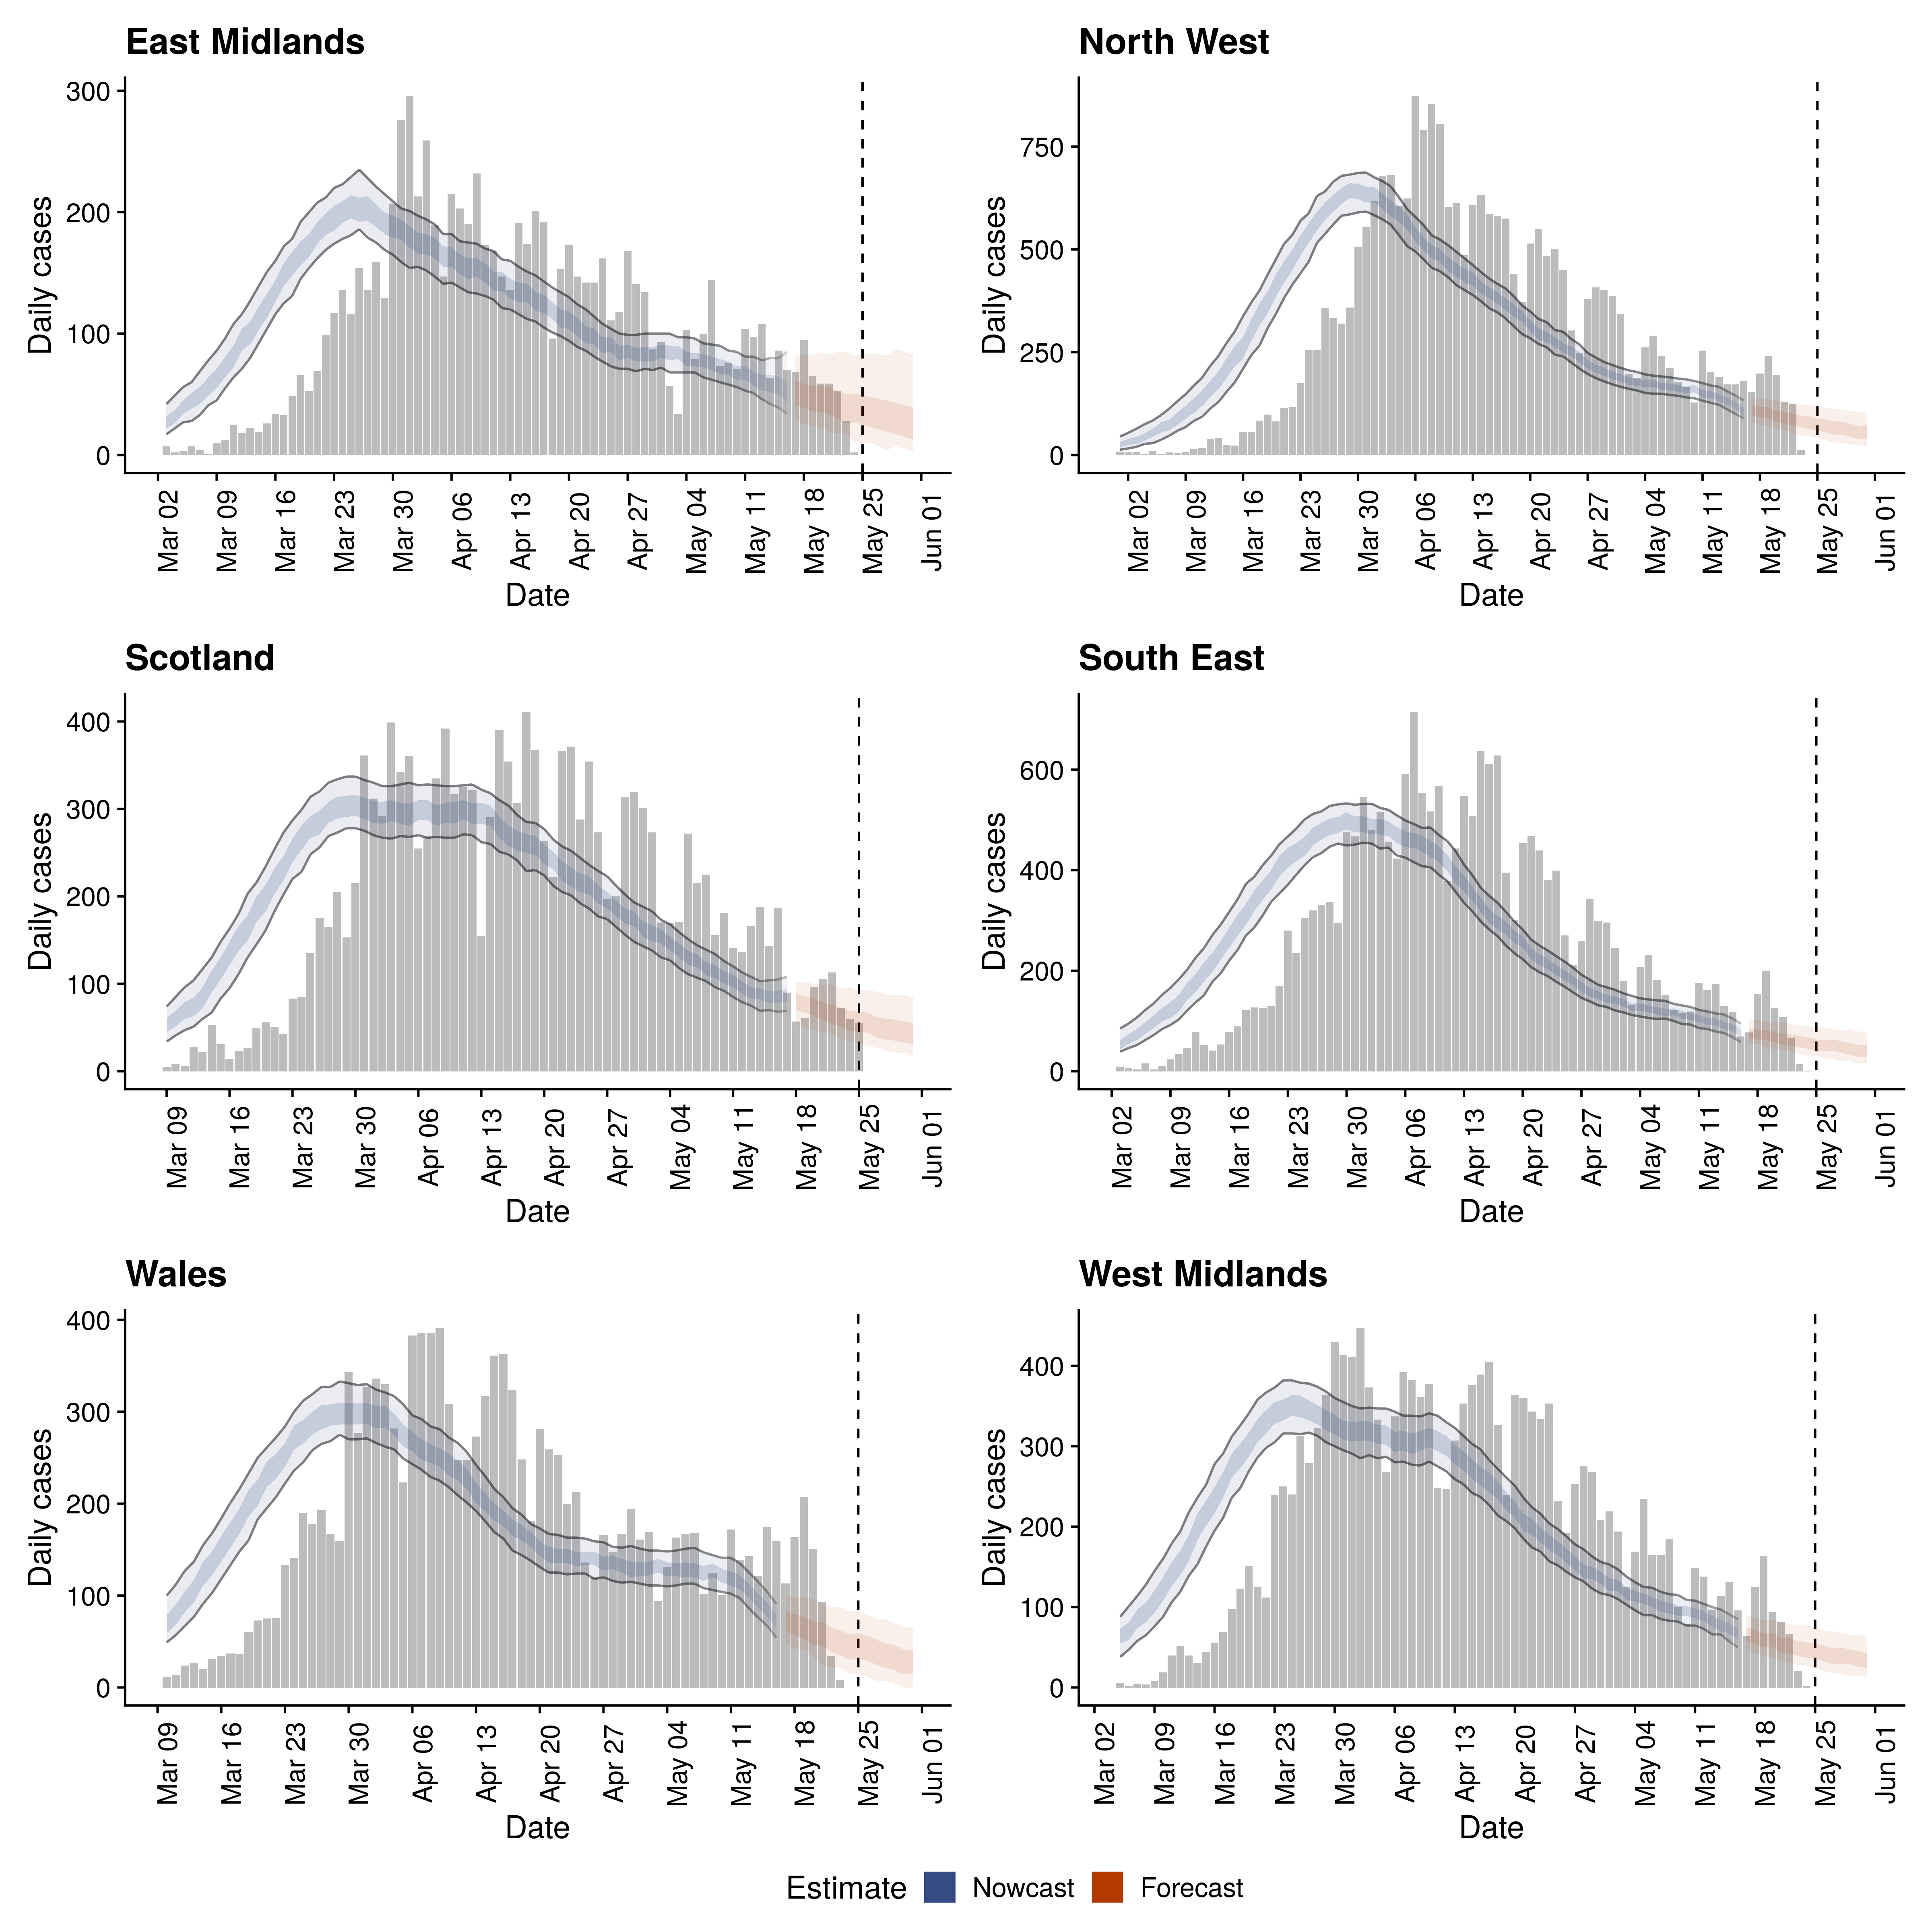 East Midlands
300
200
100
0
Daily cases
Mar 02 Mar 09 Mar 16 Mar 23 Mar 30 Apr 06 Apr 13 Apr 20 Apr 27 May 04 May 11 May 18 May 25 Jun 01
Date
North West
750
500
250
0
Daily cases
Mar 02 Mar 09 Mar 16 Mar 23 Mar 30 Apr 06 Apr 13 Apr 20 Apr 27 May 04 May 11 May 18 May 25 Jun 01
Date
Scotland
400
300
200
100
0
Daily cases
Mar 09 Mar 16 Mar 23 Mar 30 Apr 06 Apr 13 Apr 20 Apr 27 May 04 May 11 May 18 May 25 Jun 01
Date
South East
600
400
200
0
Daily cases
Mar 02 Mar 09 Mar 16 Mar 23 Mar 30 Apr 06 Apr 13 Apr 20 Apr 27 May 04 May 11 May 18 May 25 Jun 01
Date
Wales
400
300
200
100
0
Daily cases
Mar 09 Mar 16 Mar 23 Mar 30 Apr 06 Apr 13 Apr 20 Apr 27 May 04 May 11 May 18 May 25 Jun 01
Date
West Midlands
400
300
200
100
0
Daily cases
Mar 02 Mar 09 Mar 16 Mar 23 Mar 30 Apr 06 Apr 13 Apr 20 Apr 27 May 04 May 11 May 18 May 25 Jun 01
Date
Estimate Nowcast Forecast